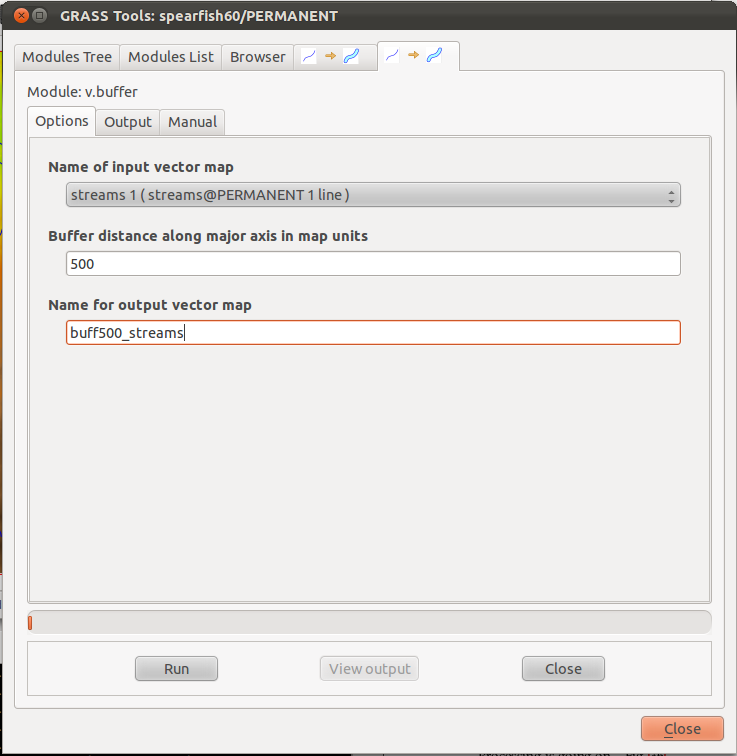 GRASS Tools: spearfish60/PERMANENT
Modules Tree Modules List Browser
Module: v.buffer
Options Output Manual
Name of input vector map
streams 1 ( streams@PERMANENT 1 line )
Buffer distance along major axis in map units
500
Name for output vector map
buff500_streams
Run View output Close
Close